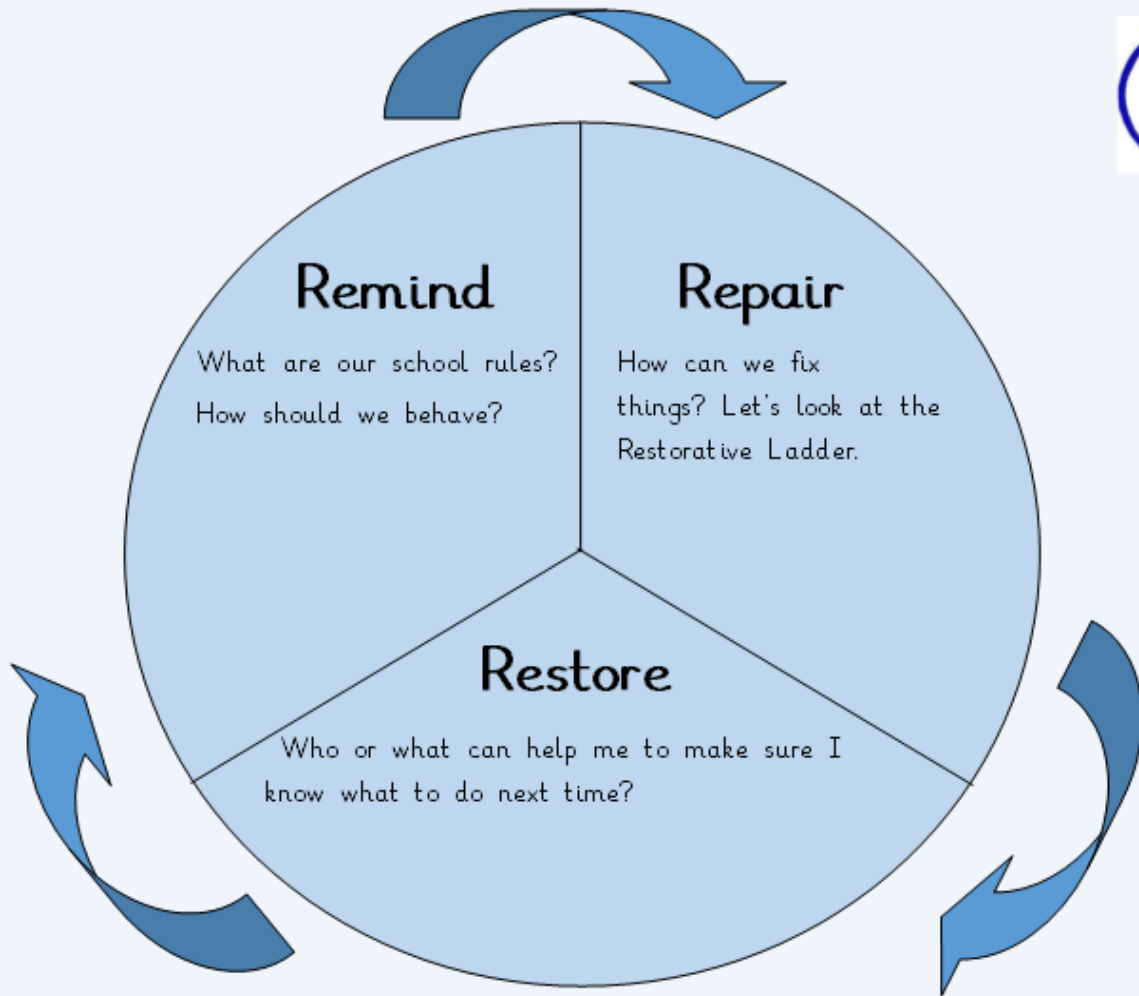 Remind
What are our school rules?
How should we behave?
Repair
How can we fix
things? Let's look at the
Restorative Ladder.
Restore
Who or what can help me to make sure I
know what to do next time?